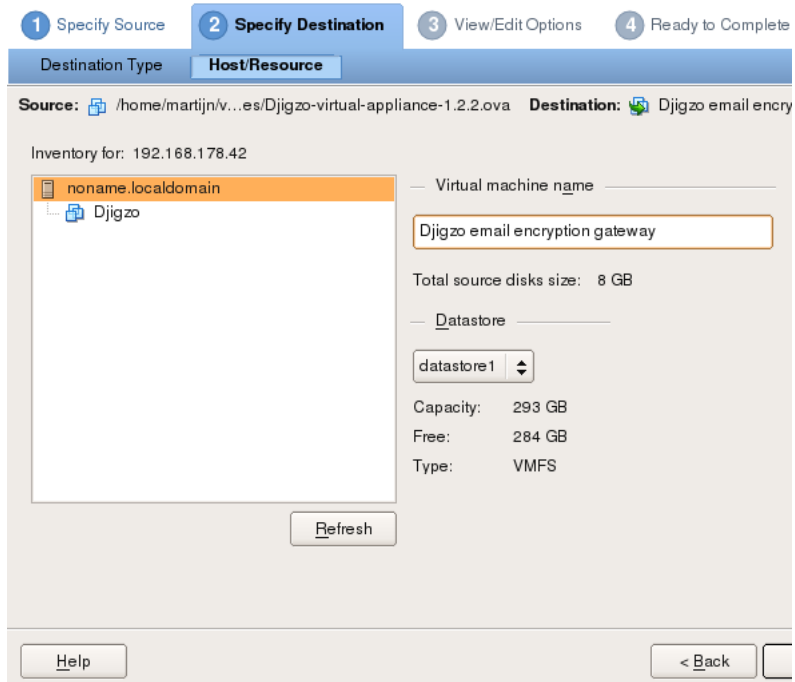 1 Specify Source 2 Specify Destination 3 View/Edit Options 4 Ready to Complete
Destination Type Host/Resource
Source: /home/martijn/v...es/Djigzo-virtual-appliance-1.2.2.ova Destination: Djigzo email encry
Inventory for: 192.168.178.42
noname.localdomain
Djigzo
Refresh
Virtual machine name
Djigzo email encryption gateway
Total source disks size: 8 GB
Datastore
datastore1
Capacity: 293 GB
Free: 284 GB
Type: VMFS
Help < Back